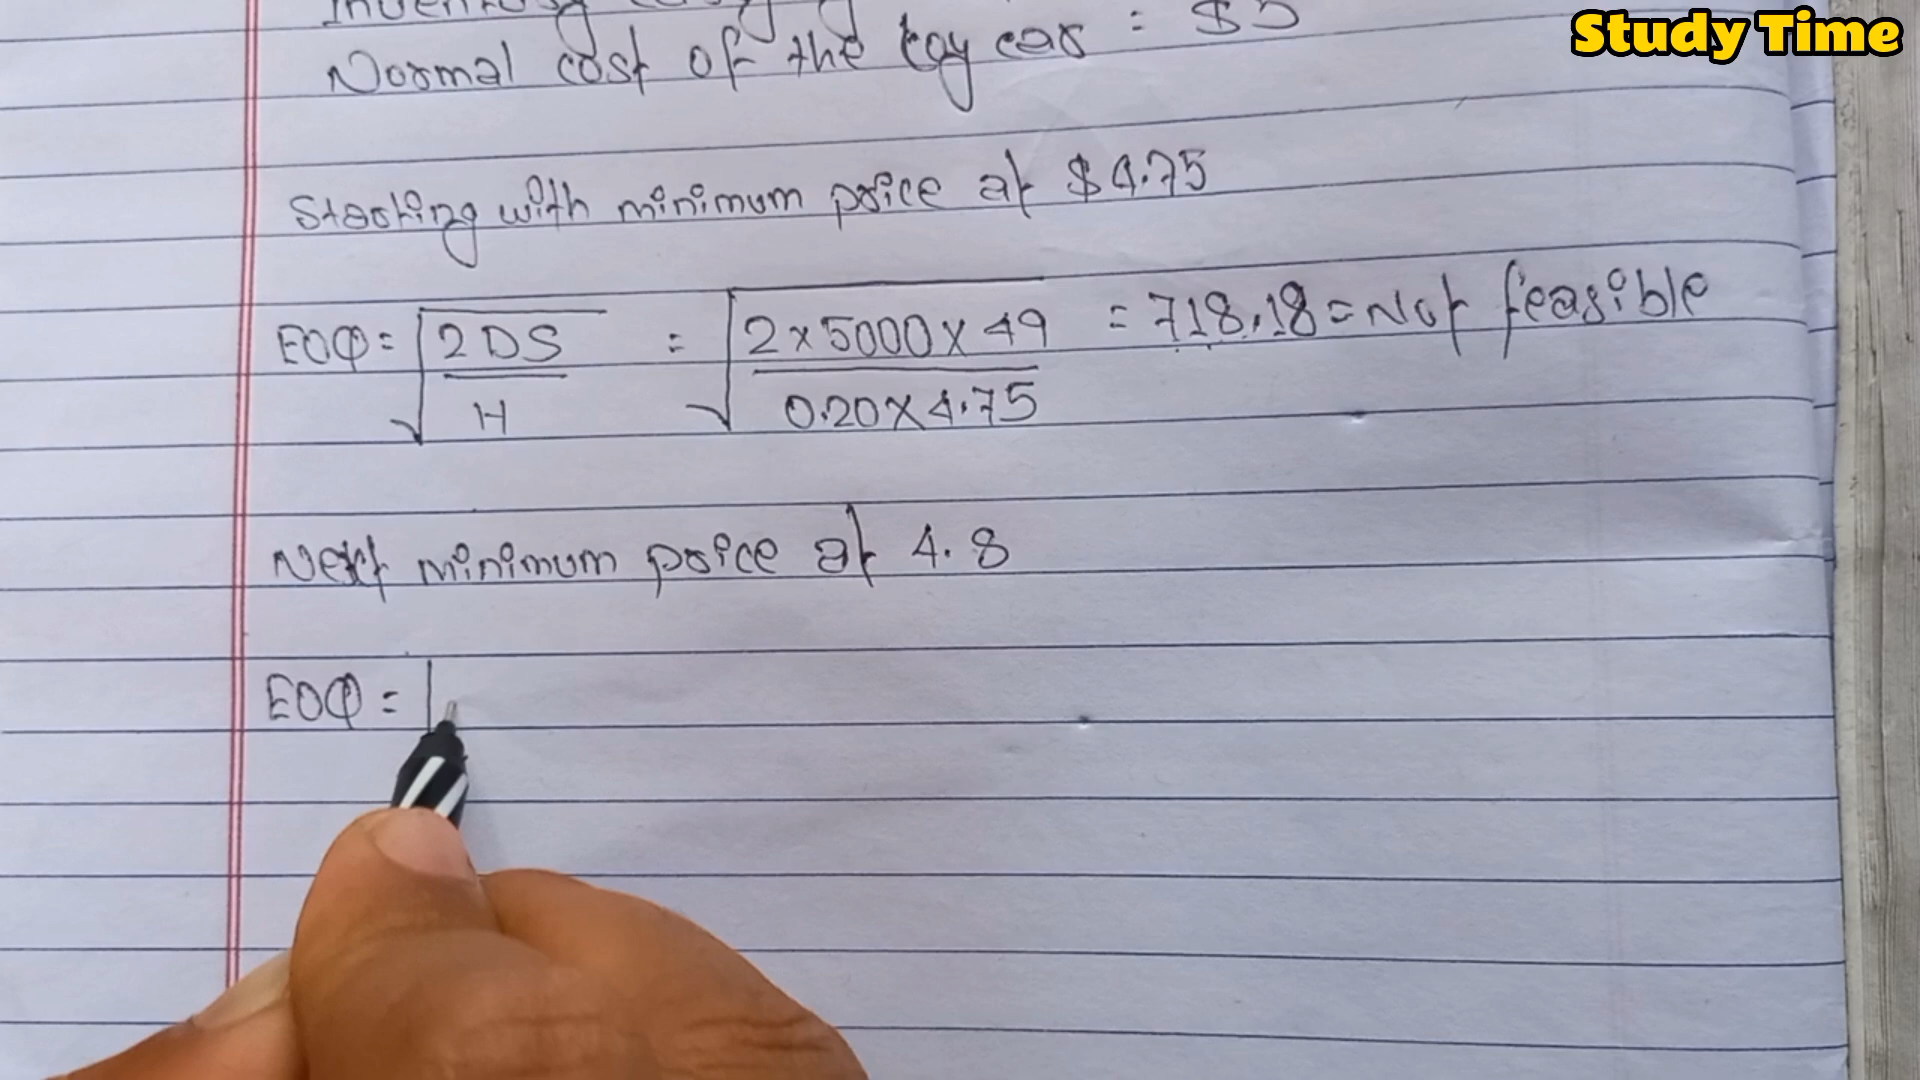 Study Time
Normal cost of the toy car : $5
Starting with minimum price at $4.75
EOQ = √2DS/H = √2×5000×49/0.20×4.75 = 718.18 = Not feasible
Next minimum price at 4.8
EOQ =